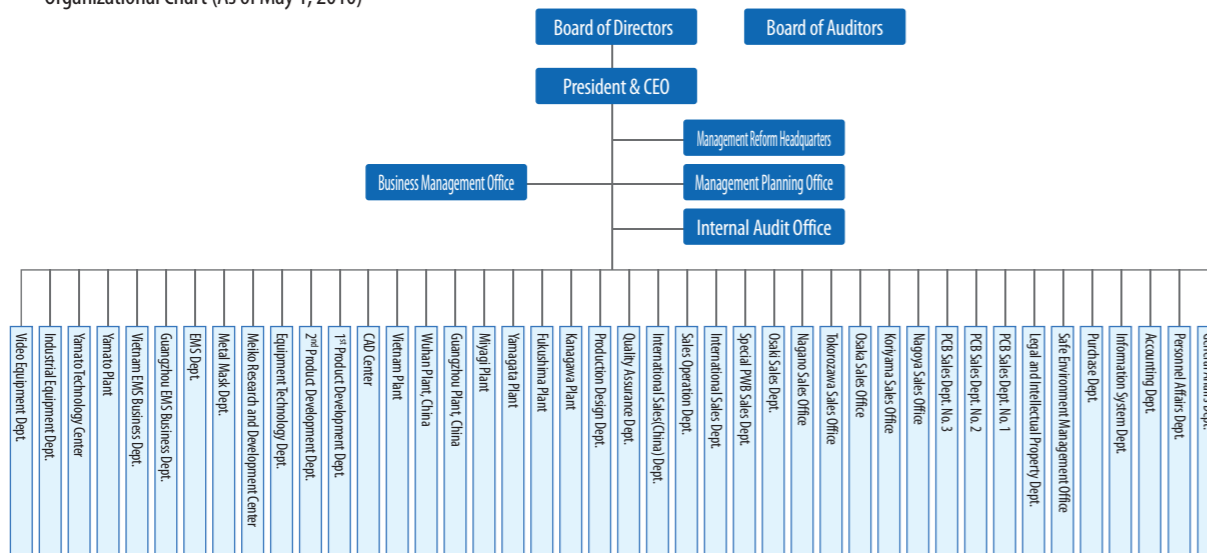 Organizational Chart (As of May 1, 2010)
Board of Directors
Board of Auditors
President & CEO
Management Reform Headquarters
Business Management Office
Management Planning Office
Internal Audit Office
Video Equipment Dept.
Industrial Equipment Dept.
Yamato Technology Center
Yamato Plant
Vietnam EMS Business Dept.
Guangzhou EMS Business Dept.
EMS Dept.
Metal Mask Dept.
Meiko Research and Development Center
Equipment Technology Dept.
2nd Product Development Dept.
1st Product Development Dept.
CAD Center
Vietnam Plant
Wuhan Plant, China
Guangzhou Plant, China
Miyagi Plant
Yamagata Plant
Fukushima Plant
Kanagawa Plant
Production Design Dept.
Quality Assurance Dept.
International Sales(China) Dept.
Sales Operation Dept.
International Sales Dept.
Special PWB Sales Dept.
Osaki Sales Dept.
Nagano Sales Office
Tokorozawa Sales Office
Osaka Sales Office
Koriyama Sales Office
Nagoya Sales Office
PCB Sales Dept. No. 3
PCB Sales Dept. No. 2
PCB Sales Dept. No. 1
Legal and Intellectual Property Dept.
Safe Environment Management Office
Purchase Dept.
Information System Dept.
Accounting Dept.
Personnel Affairs Dept.